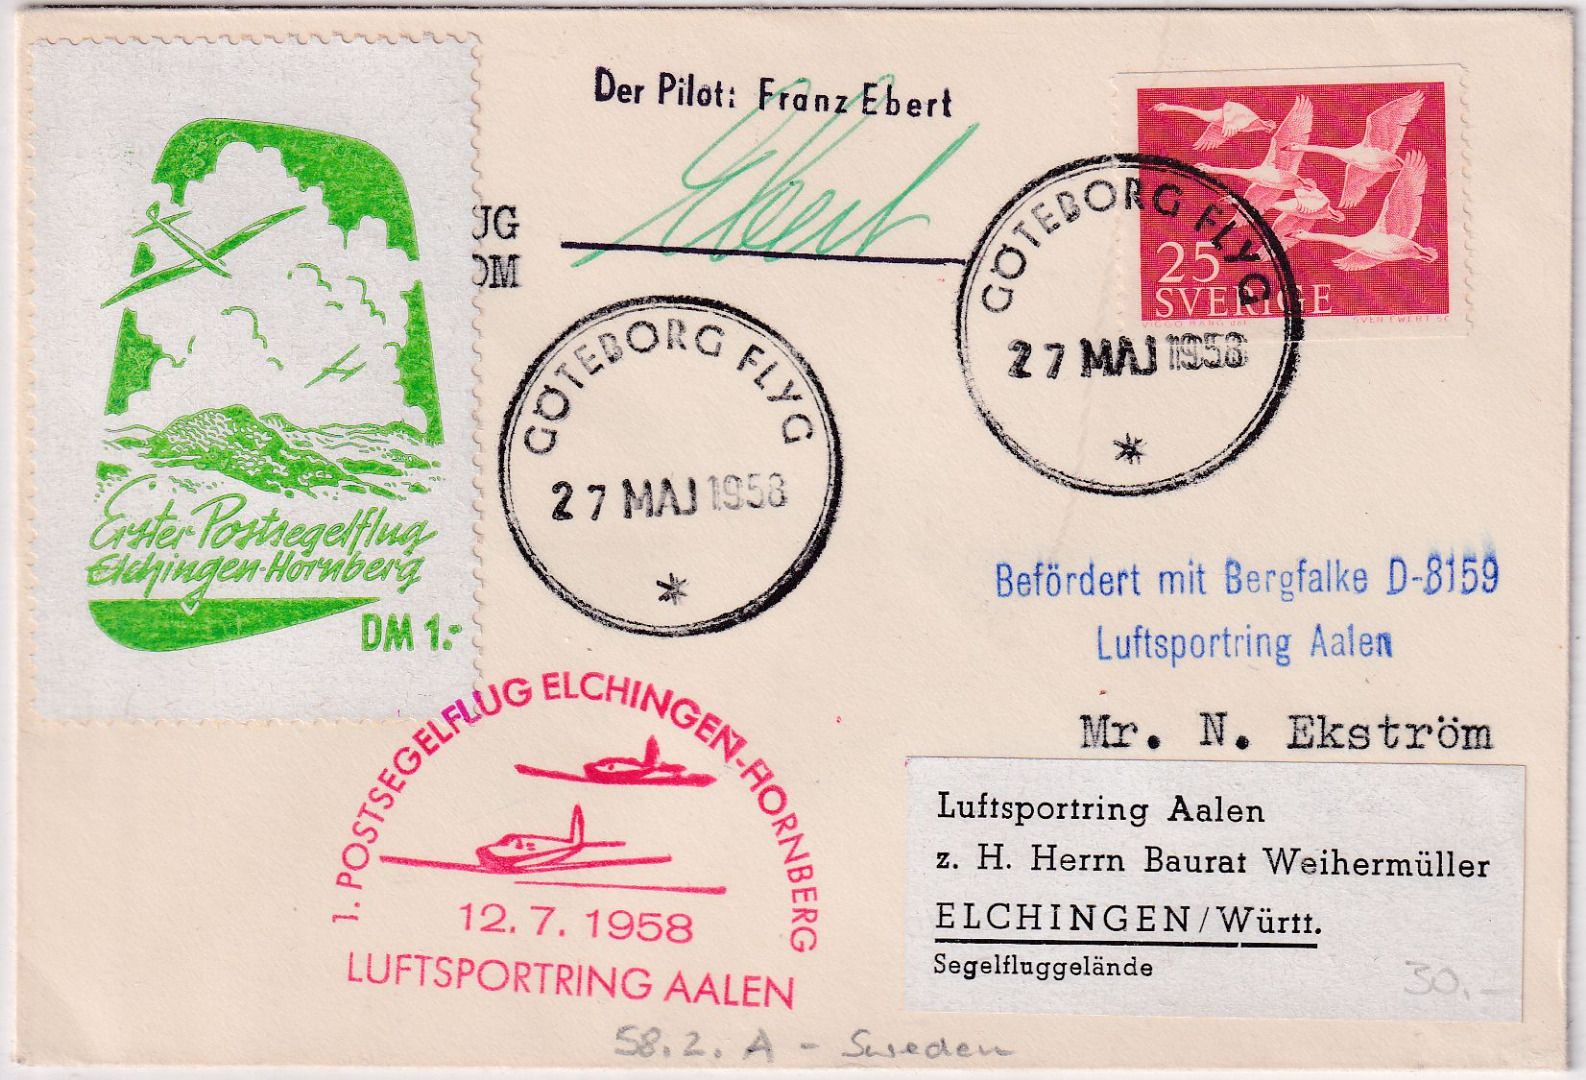 Der Pilot: Franz Ebert
Ebert
UG
OM
25
SVERIGE
GÖTEBORG FLYG
27 MAJ 1958
*
GÖTEBORG FLYG
27 MAJ 1958
*
Erster Postsegelflug
Elchingen-Hornberg
DM 1.-
Befördert mit Bergfalke D-8159
Luftsportring Aalen
Mr. N. Ekström
Luftsportring Aalen
z. H. Herrn Baurat Weihermüller
ELCHINGEN/Württ.
Segelfluggelände
30.-
1. POSTSEGELFLUG ELCHINGEN-HORNBERG
12.7.1958
LUFTSPORTRING AALEN
58.2. A - Sweden